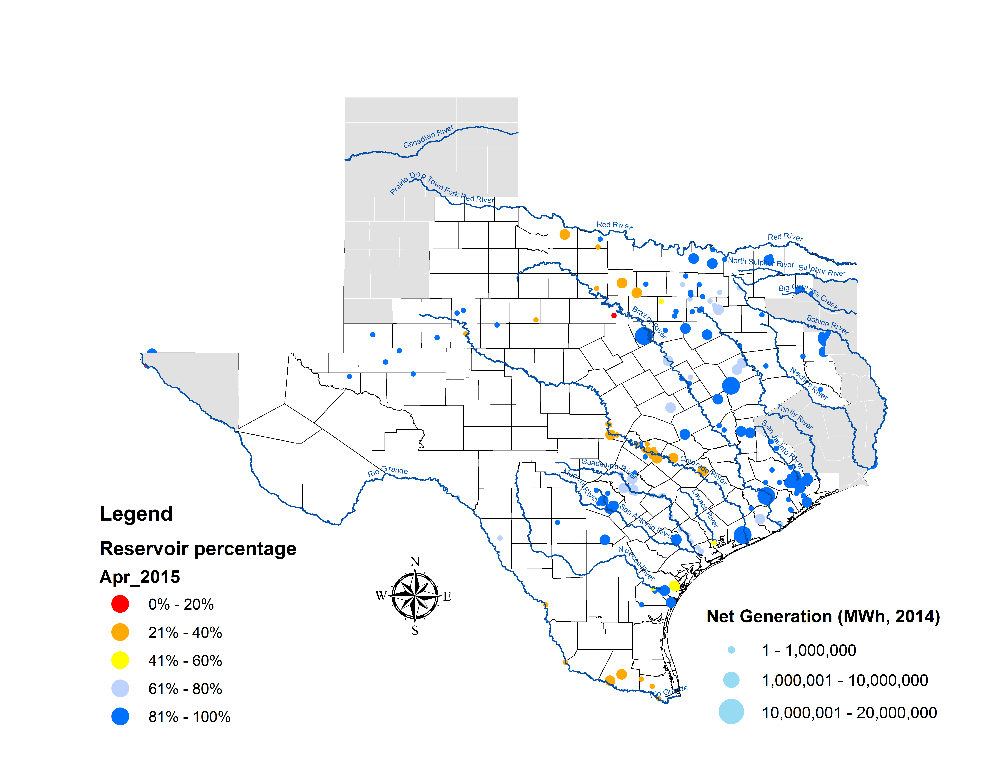 Canadian River
Prairie Dog Town Fork Red River
Red River
Red River
North Sulphur River
Sulphur River
Big Cypress Creek
Brazos River
Sabine River
Neches River
Trinity River
San Jacinto River
Colorado River
Guadalupe River
Rio Grande
Medina River
Lavaca River
San Antonio River
Nueces River
Rio Grande
Legend
Reservoir percentage
Apr_2015
0% - 20%
21% - 40%
41% - 60%
61% - 80%
81% - 100%
N
W
E
S
Net Generation (MWh, 2014)
1 - 1,000,000
1,000,001 - 10,000,000
10,000,001 - 20,000,000